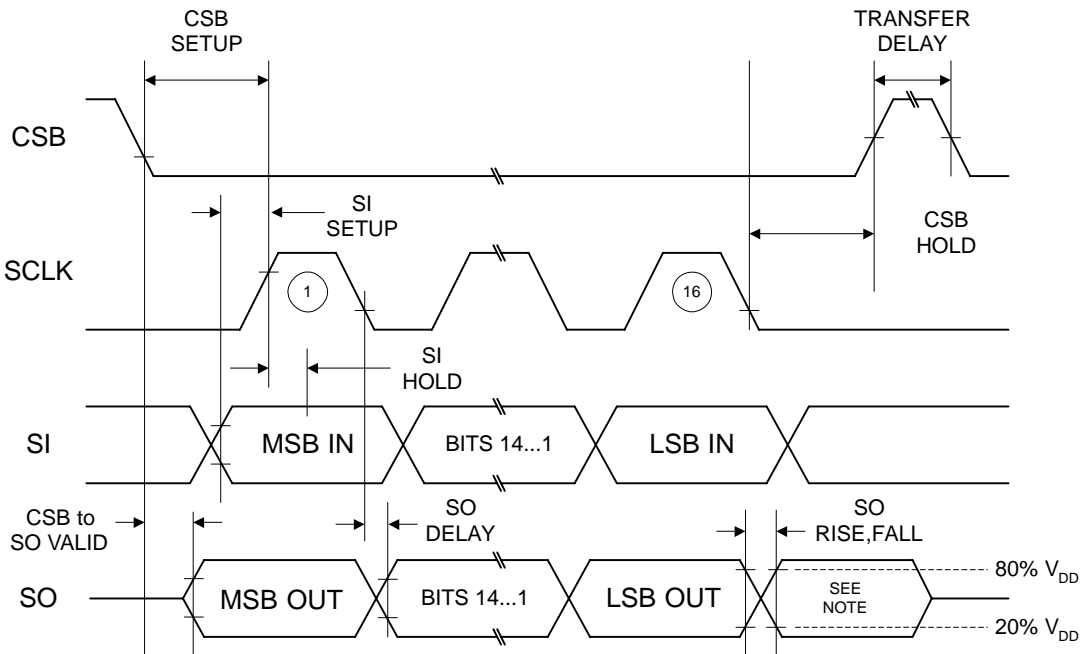 CSB
SETUP
TRANSFER
DELAY
CSB
SI
SETUP
CSB
HOLD
SCLK
1
16
SI
HOLD
SI
MSB IN
BITS 14...1
LSB IN
CSB to
SO VALID
SO
DELAY
SO
RISE,FALL
SO
MSB OUT
BITS 14...1
LSB OUT
SEE
NOTE
80% VDD
20% VDD